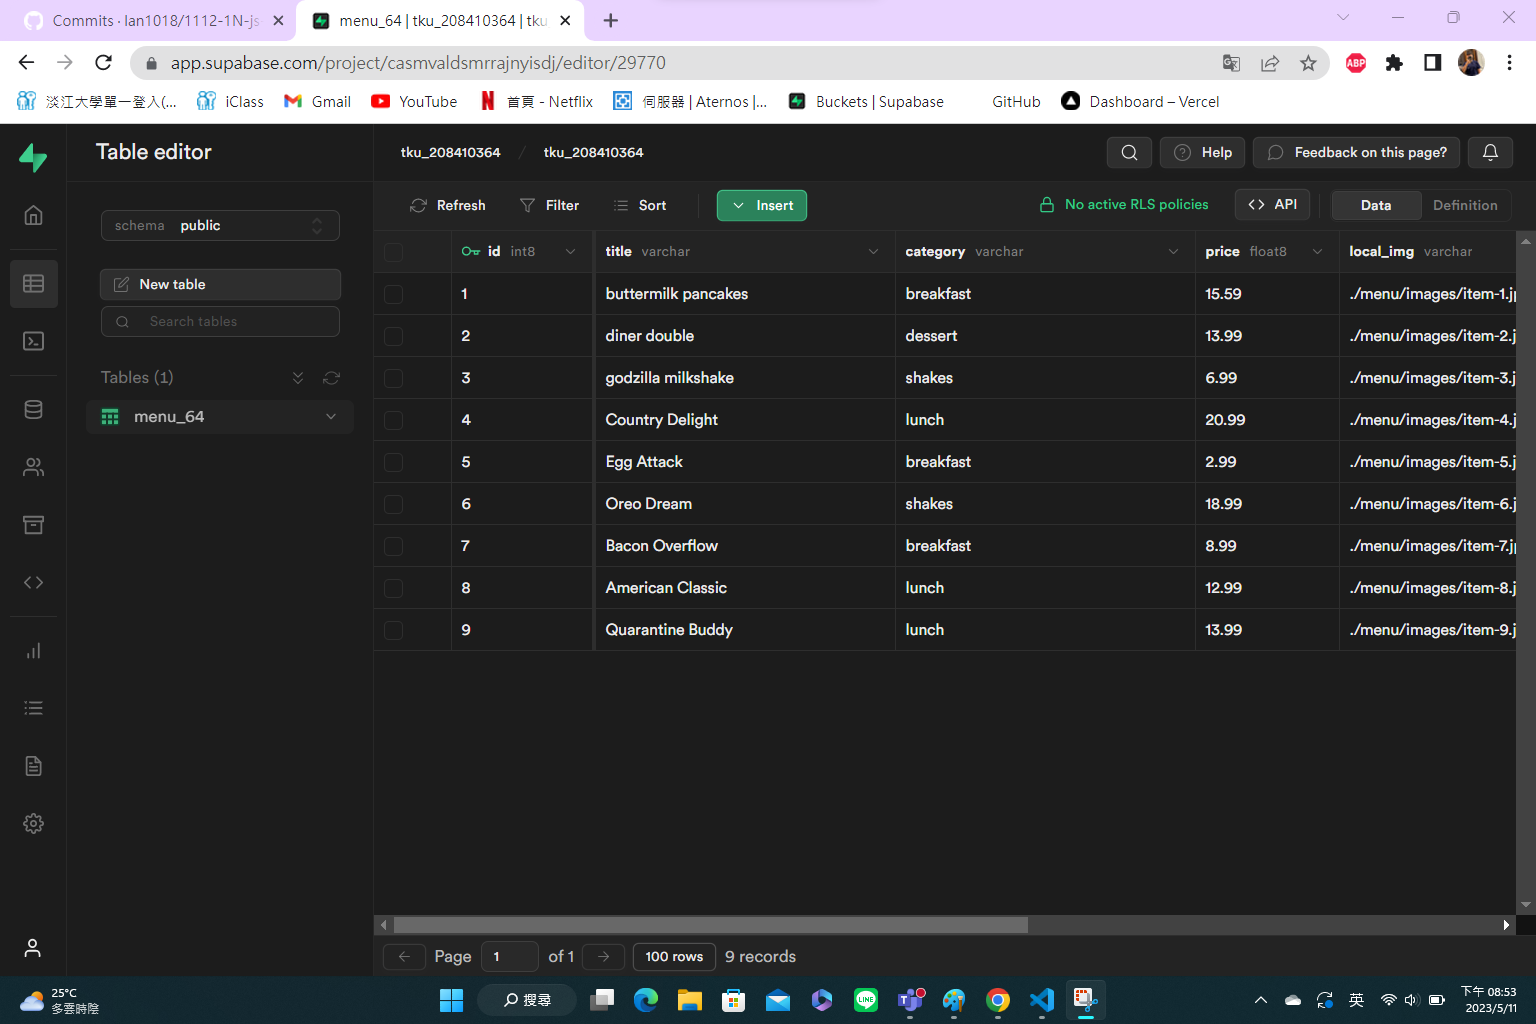 Commits · Ian1018/1112-1N-js
menu_64 | tku_208410364 | tku
app.supabase.com/project/casmvaldsmrrajnyisdj/editor/29770
ABP
淡江大學單一登入(...
iClass
Gmail
YouTube
首頁 - Netflix
伺服器 | Aternos |...
Buckets | Supabase
GitHub
Dashboard – Vercel
Table editor
tku_208410364 / tku_208410364
Help
Feedback on this page?
schema public
Refresh
Filter
Sort
Insert
No active RLS policies
API
Data
Definition
New table
Search tables
Tables (1)
menu_64
id int8 title varchar category varchar price float8 local_img varchar
1 buttermilk pancakes breakfast 15.59 ./menu/images/item-1.jp
2 diner double dessert 13.99 ./menu/images/item-2.j
3 godzilla milkshake shakes 6.99 ./menu/images/item-3.j
4 Country Delight lunch 20.99 ./menu/images/item-4.j
5 Egg Attack breakfast 2.99 ./menu/images/item-5.j
6 Oreo Dream shakes 18.99 ./menu/images/item-6.j
7 Bacon Overflow breakfast 8.99 ./menu/images/item-7.jp
8 American Classic lunch 12.99 ./menu/images/item-8.j
9 Quarantine Buddy lunch 13.99 ./menu/images/item-9.j
Page 1 of 1
100 rows
9 records
25°C
多雲時陰
搜尋
LINE
英
下午 08:53
2023/5/11